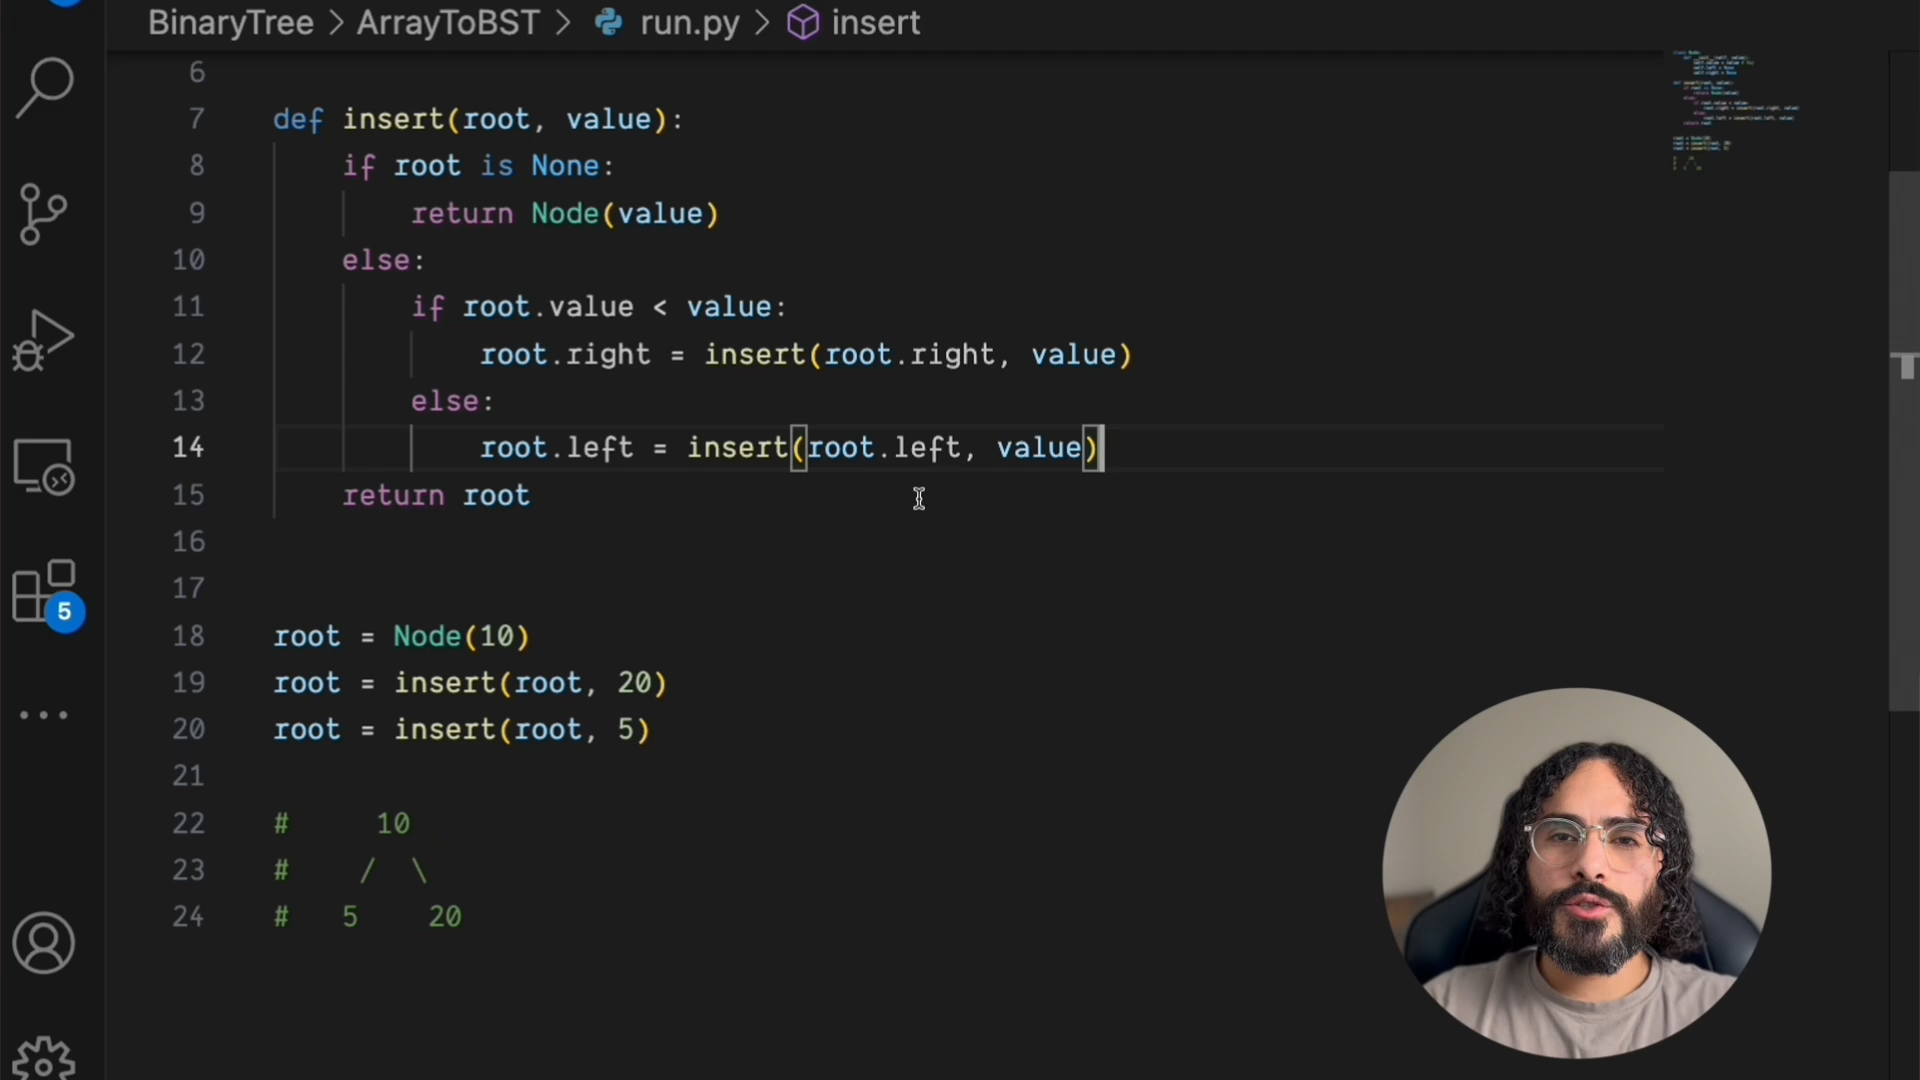 BinaryTree > ArrayToBST > run.py > insert
6
7 def insert(root, value):
8     if root is None:
9         return Node(value)
10     else:
11         if root.value < value:
12             root.right = insert(root.right, value)
13         else:
14             root.left = insert(root.left, value)
15     return root
16
17
18 root = Node(10)
19 root = insert(root, 20)
20 root = insert(root, 5)
21
22 #     10
23 #    /  \
24 #   5    20
5